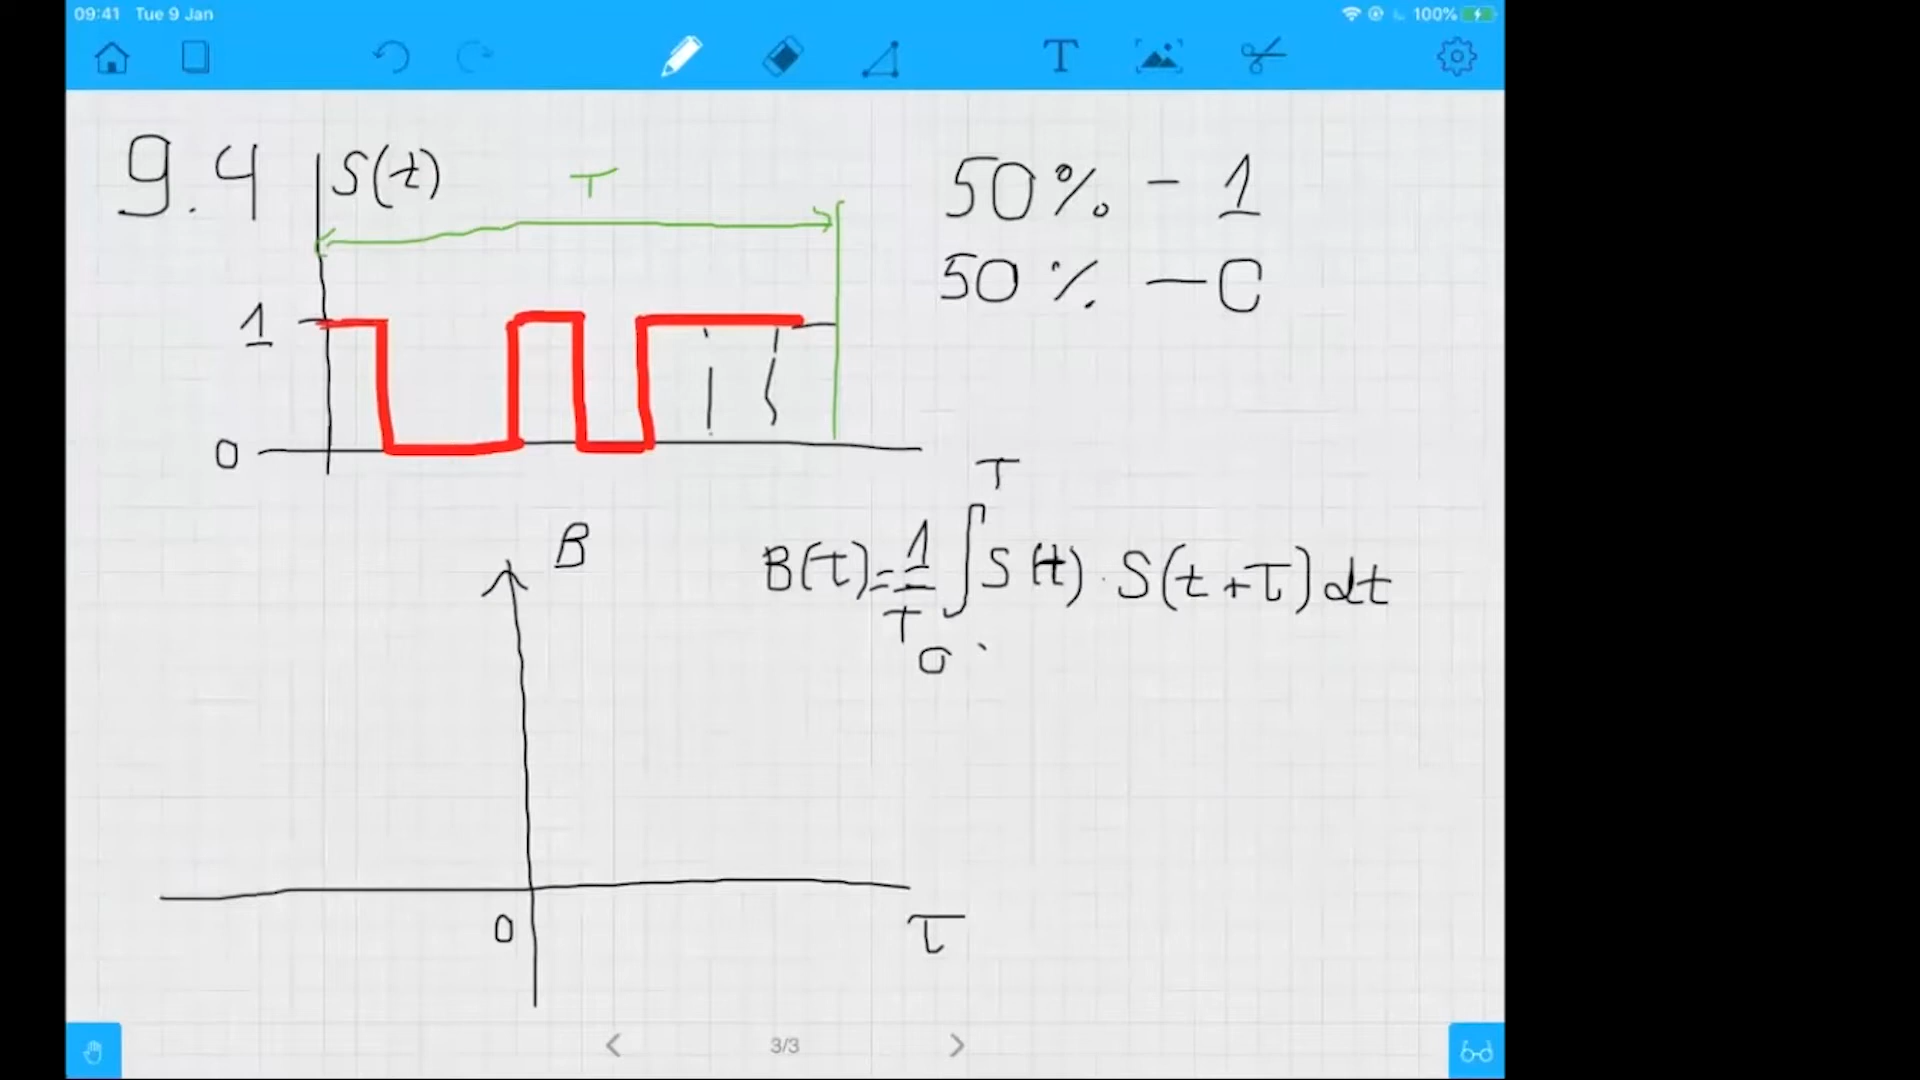 09:41 Tue 9 Jan
100%
T
9.4
S(t)
T
50% - 1
50% - 0
1
0
B
B(τ) = 1/T ∫ S(t) · S(t+τ) dt
T
0
0
τ
3/3